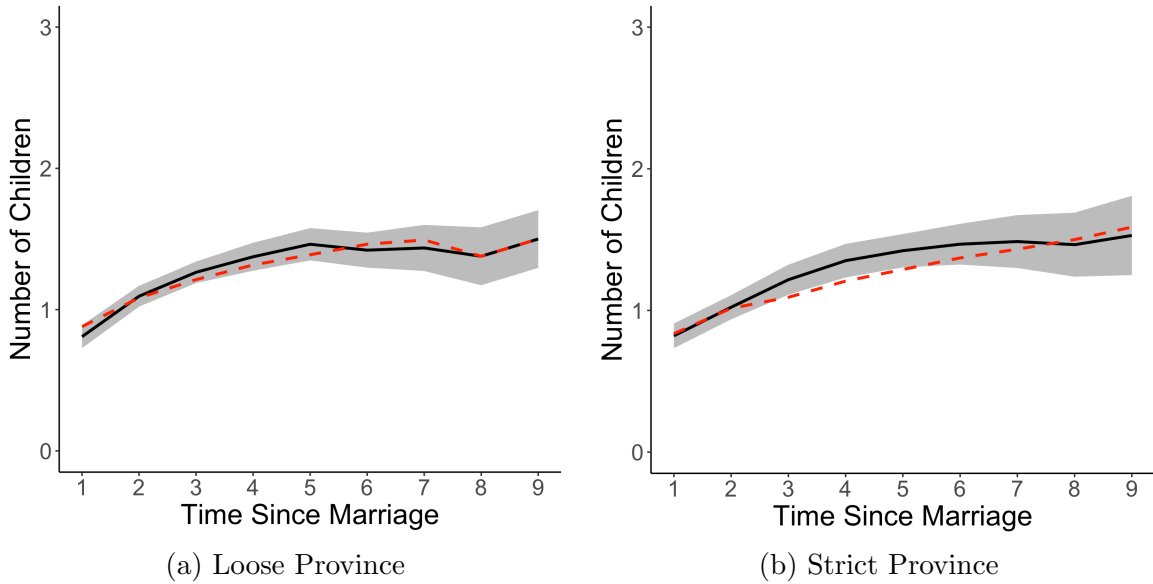 Number of Children
3
2
1
0
1 2 3 4 5 6 7 8 9
Time Since Marriage
(a) Loose Province
Number of Children
3
2
1
0
1 2 3 4 5 6 7 8 9
Time Since Marriage
(b) Strict Province